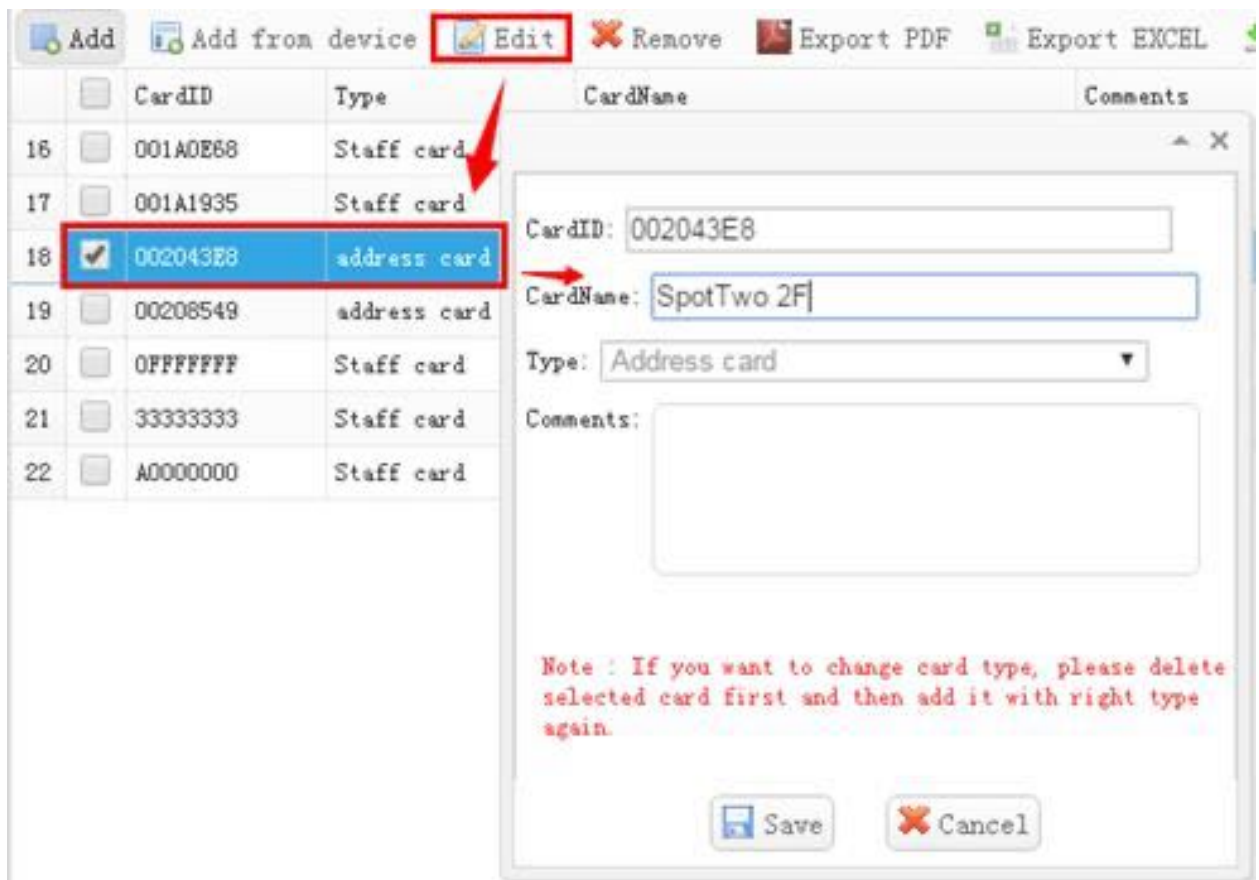 Add Add from device Edit Remove Export PDF Export EXCEL
CardID Type CardName Comments
16 001A0E68 Staff card
17 001A1935 Staff card
18 002043E8 address card
19 00208549 address card
20 0FFFFFFF Staff card
21 33333333 Staff card
22 A0000000 Staff card
CardID: 002043E8
CardName: SpotTwo 2F
Type: Address card
Comments:
Note : If you want to change card type, please delete
selected card first and then add it with right type
again.
Save Cancel